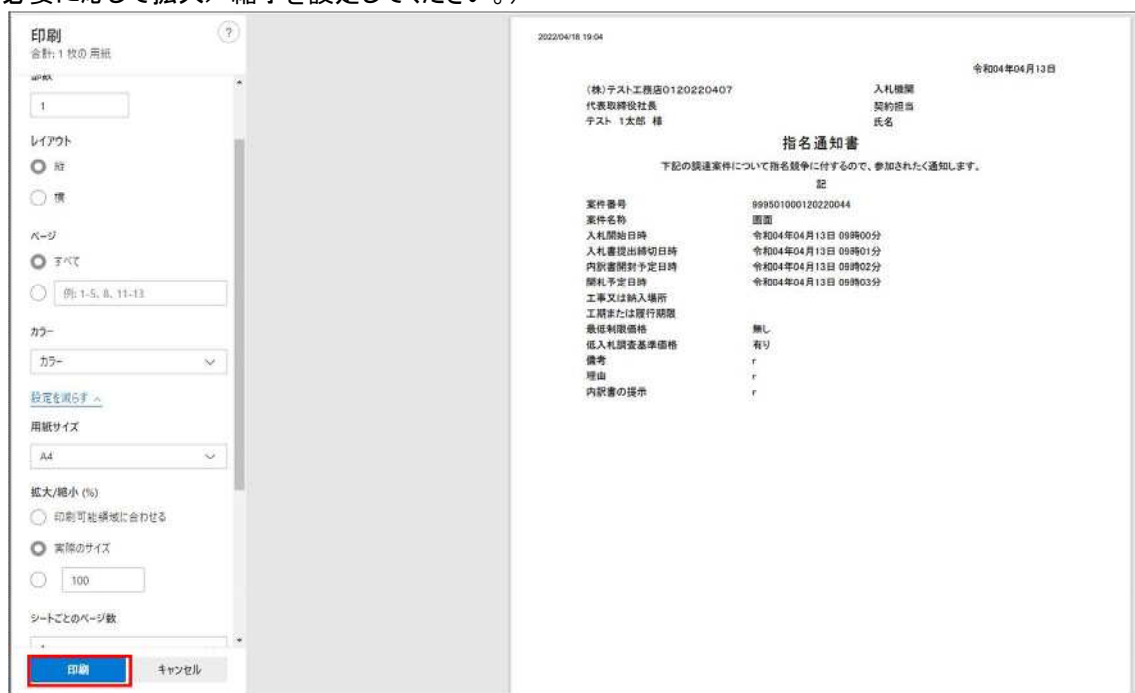 必要に応じて拡大/縮小を設定してください。)
印刷
?
合計: 1 枚の 用紙
部数
1
レイアウト
縦
横
ページ
すべて
例: 1-5、8、11-13
カラー
カラー
設定を減らす
用紙サイズ
A4
拡大/縮小 (%)
印刷可能領域に合わせる
実際のサイズ
100
シートごとのページ数
1
印刷 キャンセル
2022/04/18 19:04
令和04年04月13日
(株)テスト工務店0120220407 入札機関
代表取締役社長 契約担当
テスト 1太郎 様 氏名
指名通知書
下記の調達案件について指名競争に付するので、参加されたく通知します。
記
案件番号 999501000120220044
案件名称 画面
入札開始日時 令和04年04月13日 09時00分
入札書提出締切日時 令和04年04月13日 09時01分
内訳書開封予定日時 令和04年04月13日 09時02分
開札予定日時 令和04年04月13日 09時03分
工事又は納入場所
工期または履行期限
最低制限価格 無し
低入札調査基準価格 有り
備考 r
理由 r
内訳書の提示 r